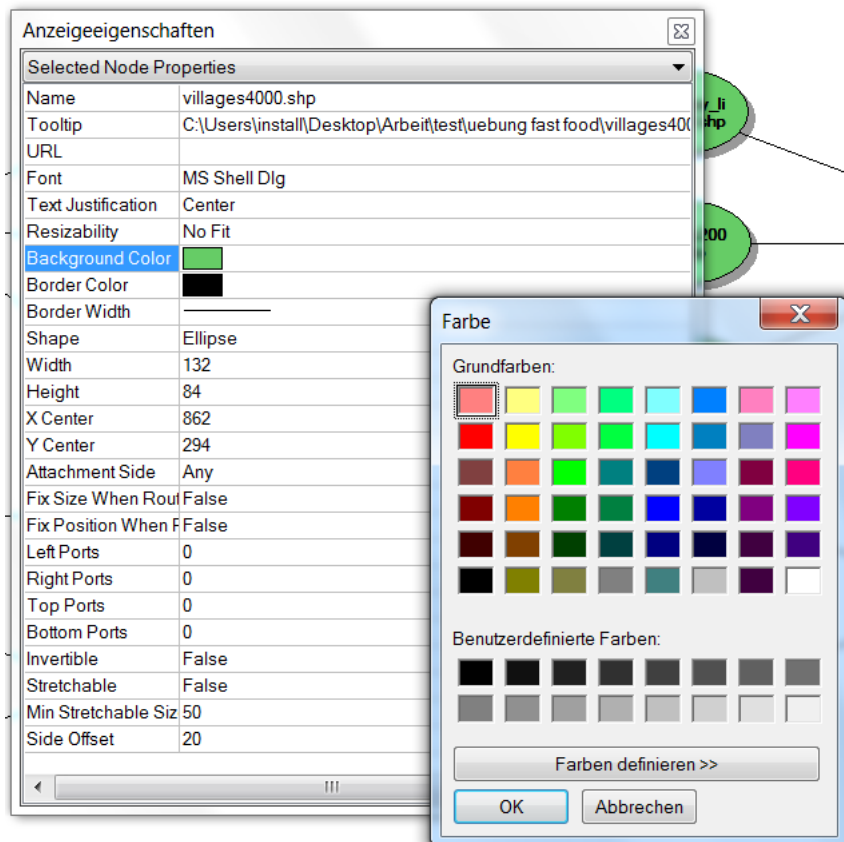 Anzeigeeigenschaften
Selected Node Properties
Name villages4000.shp
Tooltip C:\Users\install\Desktop\Arbeit\test\uebung fast food\villages400
URL
Font MS Shell Dlg
Text Justification Center
Resizability No Fit
Background Color
Border Color
Border Width
Shape Ellipse
Width 132
Height 84
X Center 862
Y Center 294
Attachment Side Any
Fix Size When Rout False
Fix Position When False
Left Ports 0
Right Ports 0
Top Ports 0
Bottom Ports 0
Invertible False
Stretchable False
Min Stretchable Siz 50
Side Offset 20
y_li
shp
200
Farbe
Grundfarben:
Benutzerdefinierte Farben:
Farben definieren >>
OK Abbrechen